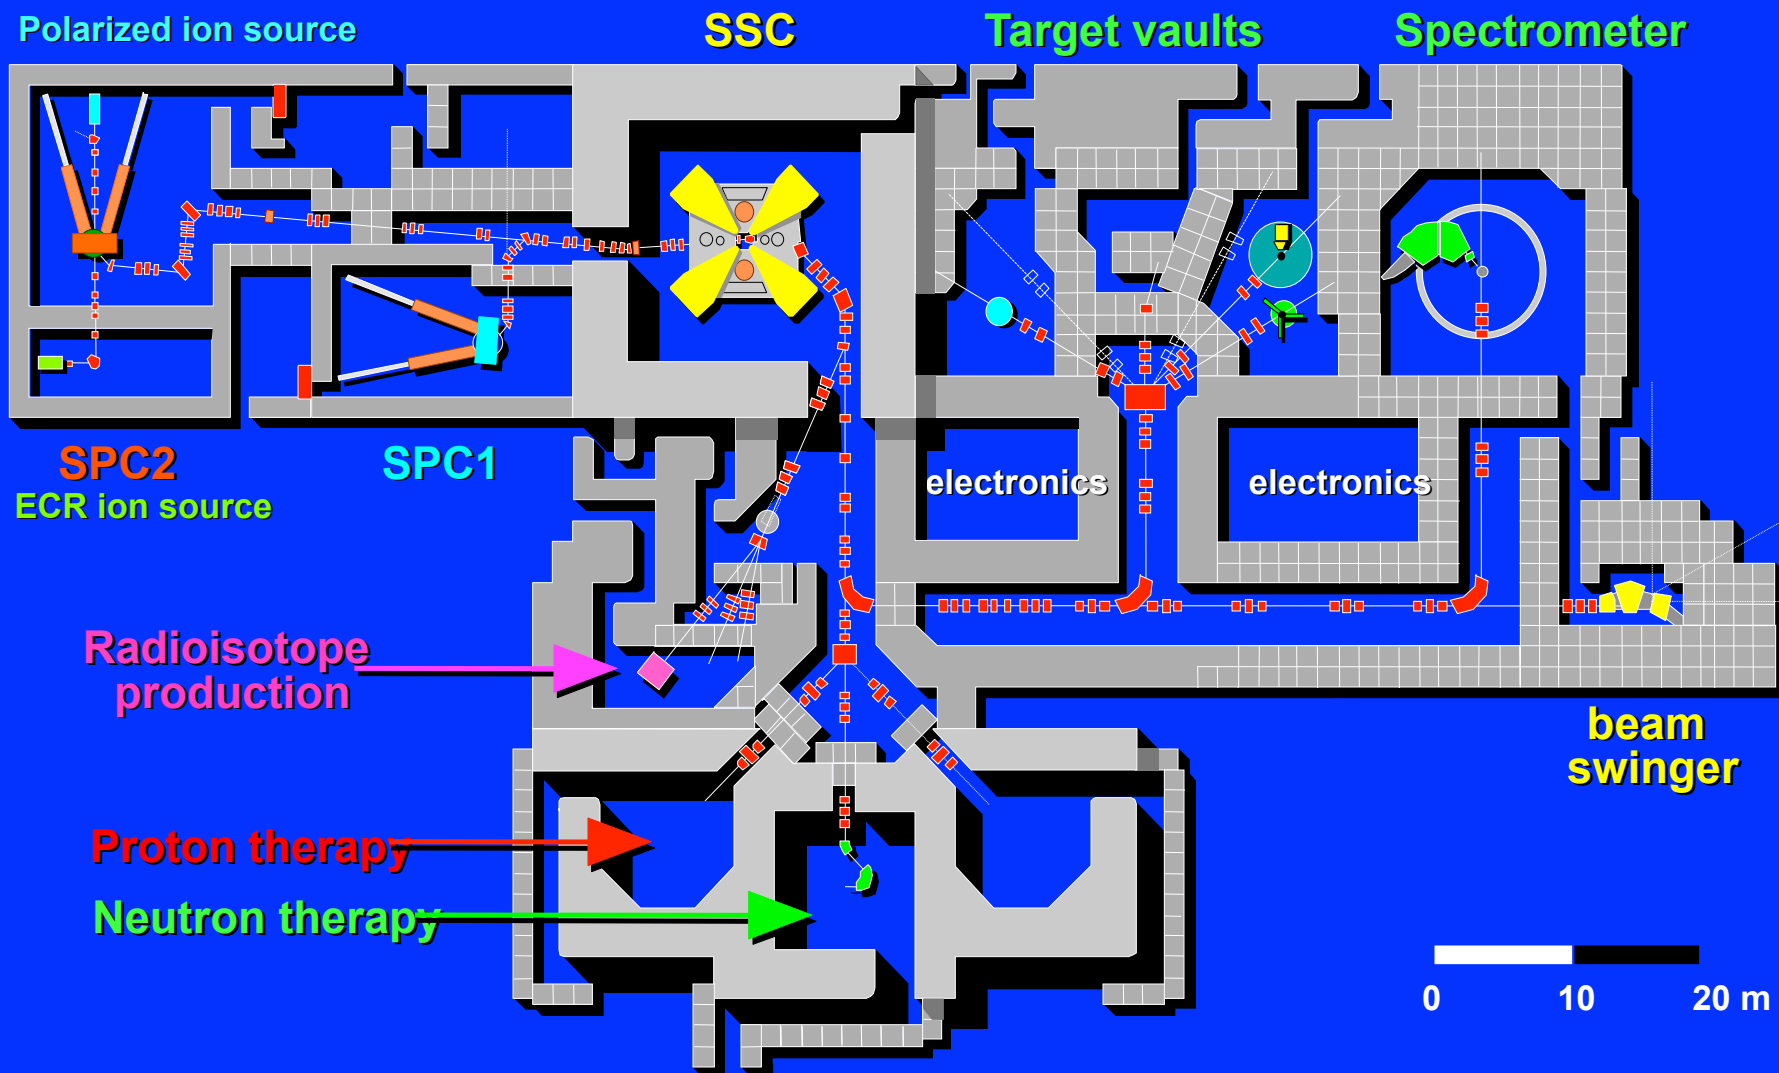 Polarized ion source
SSC
Target vaults
Spectrometer
SPC2
ECR ion source
SPC1
electronics
electronics
Radioisotope
production
beam
swinger
Proton therapy
Neutron therapy
0 10 20 m